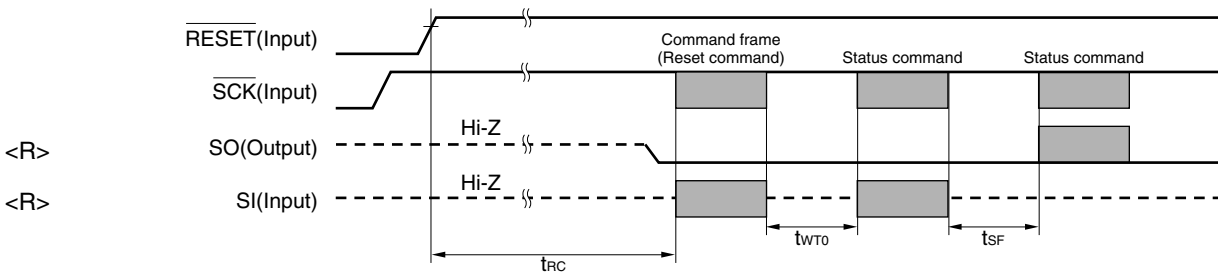 RESET(Input)
Command frame
(Reset command)
Status command
Status command
SCK(Input)
Hi-Z
<R>
SO(Output)
Hi-Z
<R>
SI(Input)
tWT0
tSF
tRC